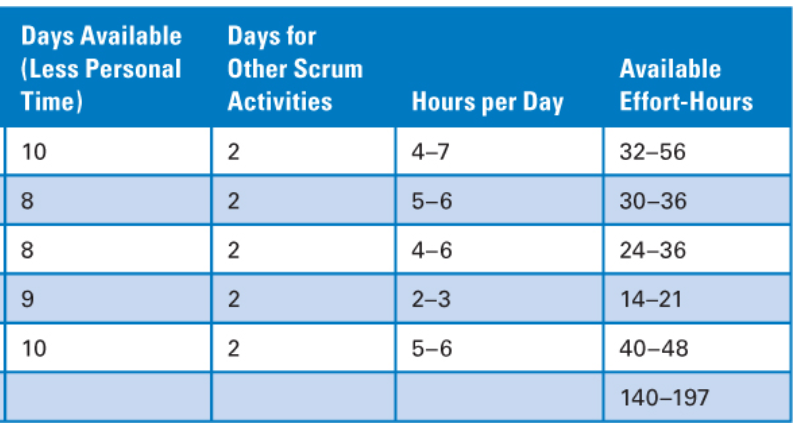 Days Available (Less Personal Time) Days for Other Scrum Activities Hours per Day Available Effort-Hours
10 2 4–7 32–56
8 2 5–6 30–36
8 2 4–6 24–36
9 2 2–3 14–21
10 2 5–6 40–48
140–197